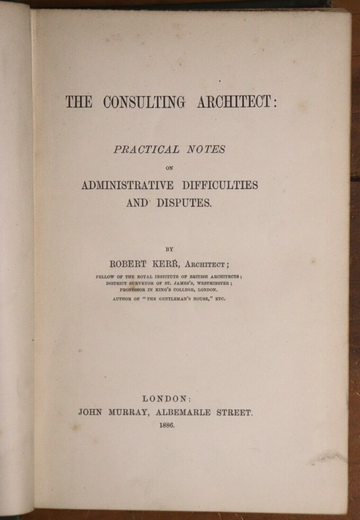 THE CONSULTING ARCHITECT:
PRACTICAL NOTES
ON
ADMINISTRATIVE DIFFICULTIES
AND DISPUTES.
BY
ROBERT KERR, ARCHITECT;
FELLOW OF THE ROYAL INSTITUTE OF BRITISH ARCHITECTS;
DISTRICT SURVEYOR OF ST. JAMES'S, WESTMINSTER;
PROFESSOR IN KING'S COLLEGE, LONDON.
AUTHOR OF "THE GENTLEMAN'S HOUSE," ETC.
LONDON:
JOHN MURRAY, ALBEMARLE STREET.
1886.